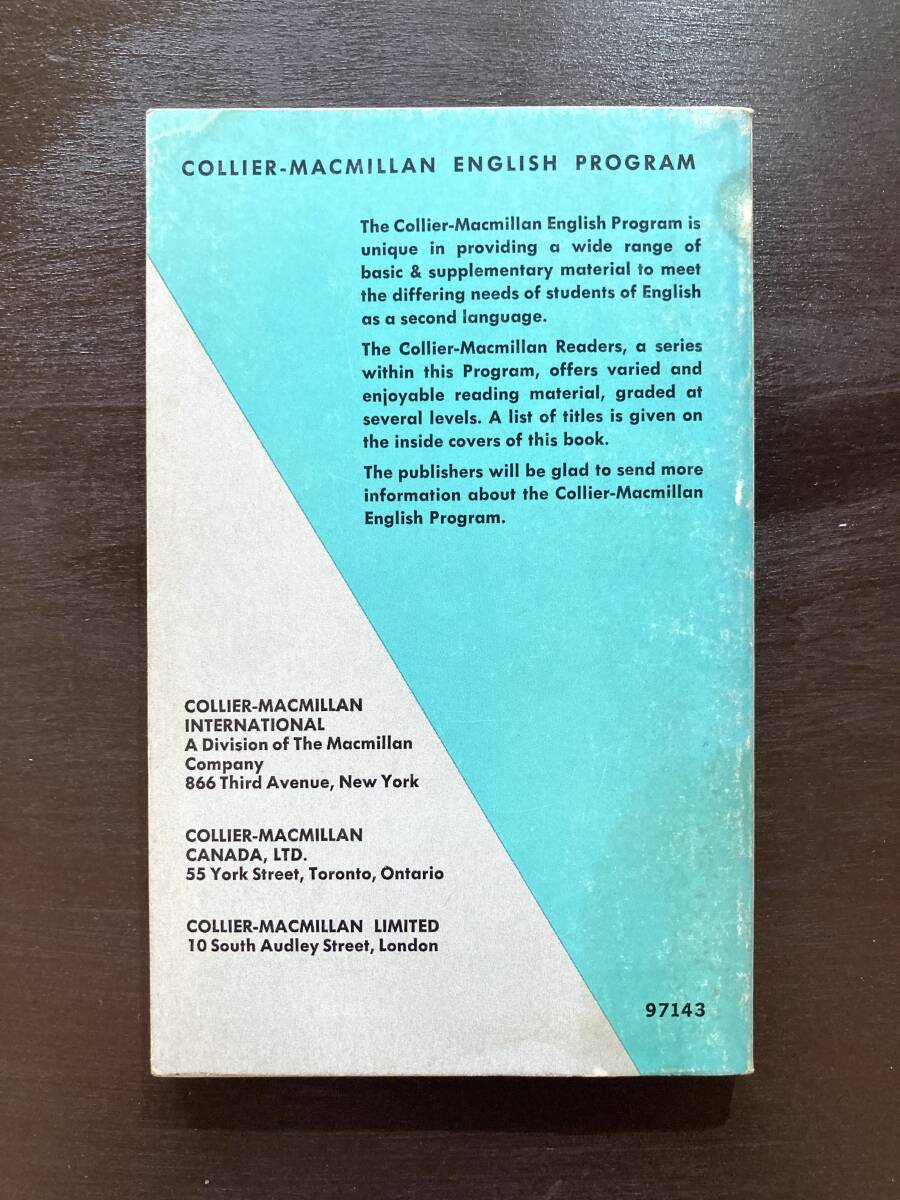 COLLIER-MACMILLAN ENGLISH PROGRAM
The Collier-Macmillan English Program is
unique in providing a wide range of
basic & supplementary material to meet
the differing needs of students of English
as a second language.
The Collier-Macmillan Readers, a series
within this Program, offers varied and
enjoyable reading material, graded at
several levels. A list of titles is given on
the inside covers of this book.
The publishers will be glad to send more
information about the Collier-Macmillan
English Program.
COLLIER-MACMILLAN
INTERNATIONAL
A Division of The Macmillan
Company
866 Third Avenue, New York
COLLIER-MACMILLAN
CANADA, LTD.
55 York Street, Toronto, Ontario
COLLIER-MACMILLAN LIMITED
10 South Audley Street, London
97143